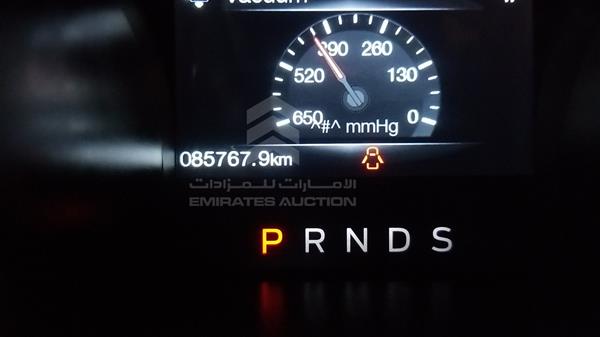 Vacuum
390 260
520 130
650 0
^#^ mmHg
085767.9km
الامارات للمزادات
EMIRATES AUCTION
P R N D S